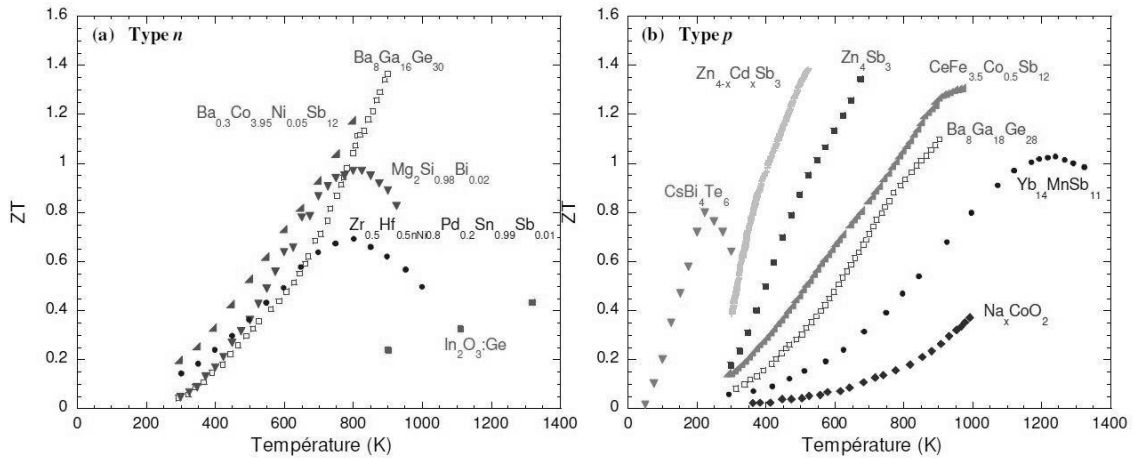 (a) Type n
Ba8Ga16Ge30
Ba0.3Co3.95Ni0.05Sb12
Mg2Si0.98Bi0.02
Zr0.5Hf0.5nNi0.8Pd0.2Sn0.99Sb0.01
In2O3:Ge
ZT
1.6
1.4
1.2
1
0.8
0.6
0.4
0.2
0
0 200 400 600 800 1000 1200 1400
Température (K)
(b) Type p
Zn4Sb3
Zn4-xCdxSb3
CeFe3.5Co0.5Sb12
Ba8Ga18Ge28
CsBi4Te6
Yb14MnSb11
NaxCoO2
ZT
1.6
1.4
1.2
1
0.8
0.6
0.4
0.2
0
0 200 400 600 800 1000 1200 1400
Température (K)